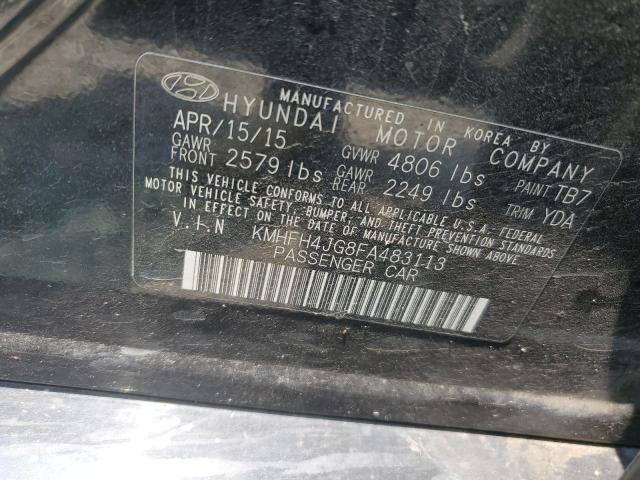 MANUFACTURED IN KOREA BY
HYUNDAI MOTOR COMPANY
APR/15/15 GVWR 4806 lbs PAINT TB7
GAWR FRONT 2579 lbs GAWR REAR 2249 lbs TRIM YDA
THIS VEHICLE CONFORMS TO ALL APPLICABLE U.S.A. FEDERAL
MOTOR VEHICLE SAFETY, BUMPER, AND THEFT PREVENTION STANDARDS
IN EFFECT ON THE DATE OF MANUFACTURE SHOWN ABOVE
V.I.N KMHFH4JG8FA483113
PASSENGER CAR